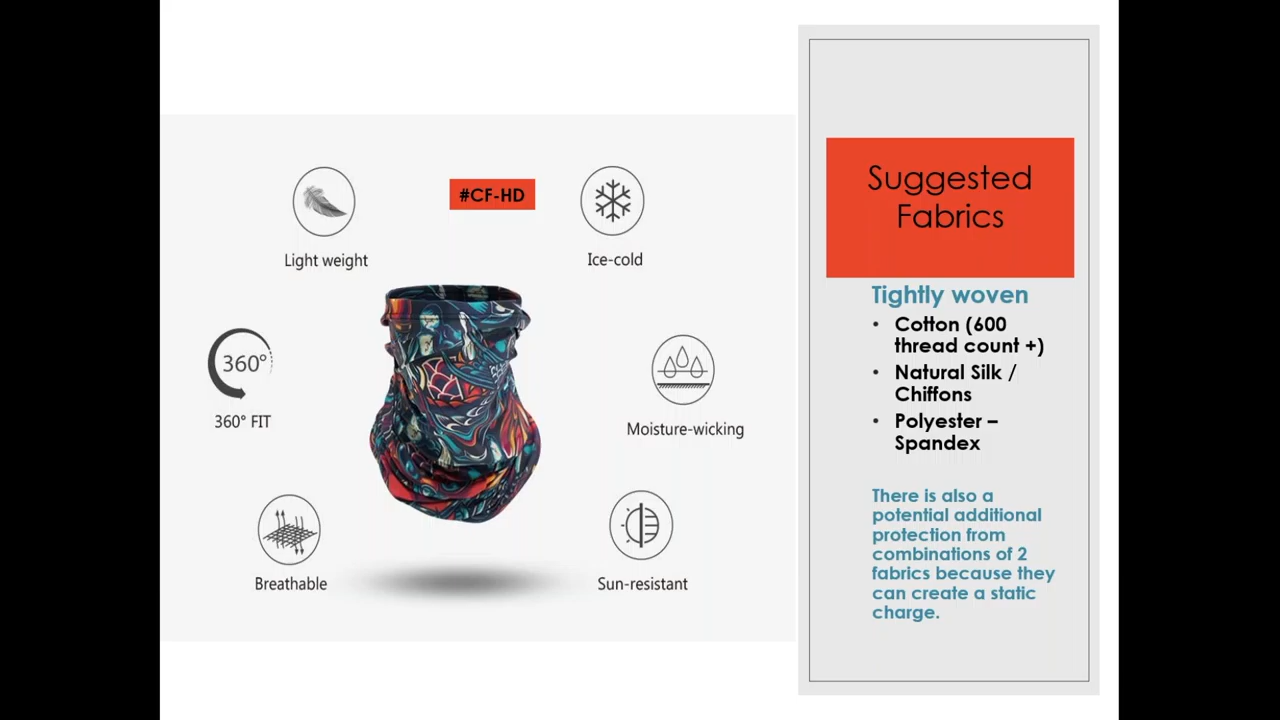 #CF-HD
Light weight
Ice-cold
360°
360° FIT
Moisture-wicking
Breathable
Sun-resistant
Suggested
Fabrics
Tightly woven
• Cotton (600
thread count +)
• Natural Silk /
Chiffons
• Polyester –
Spandex
There is also a
potential additional
protection from
combinations of 2
fabrics because they
can create a static
charge.